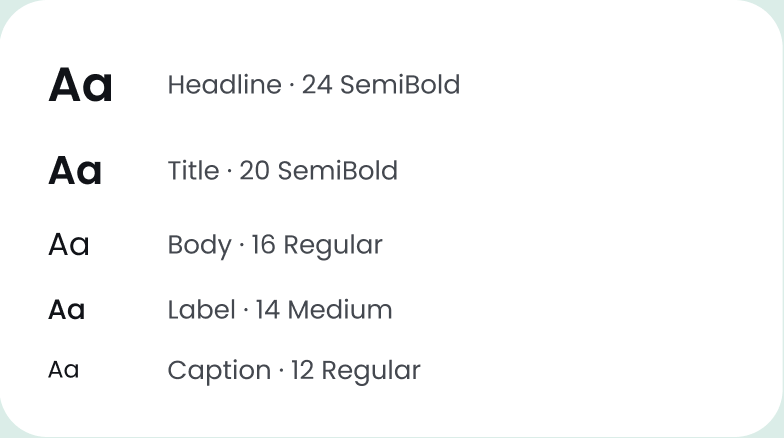 Aa Headline · 24 SemiBold
Aa Title · 20 SemiBold
Aa Body · 16 Regular
Aa Label · 14 Medium
Aa Caption · 12 Regular